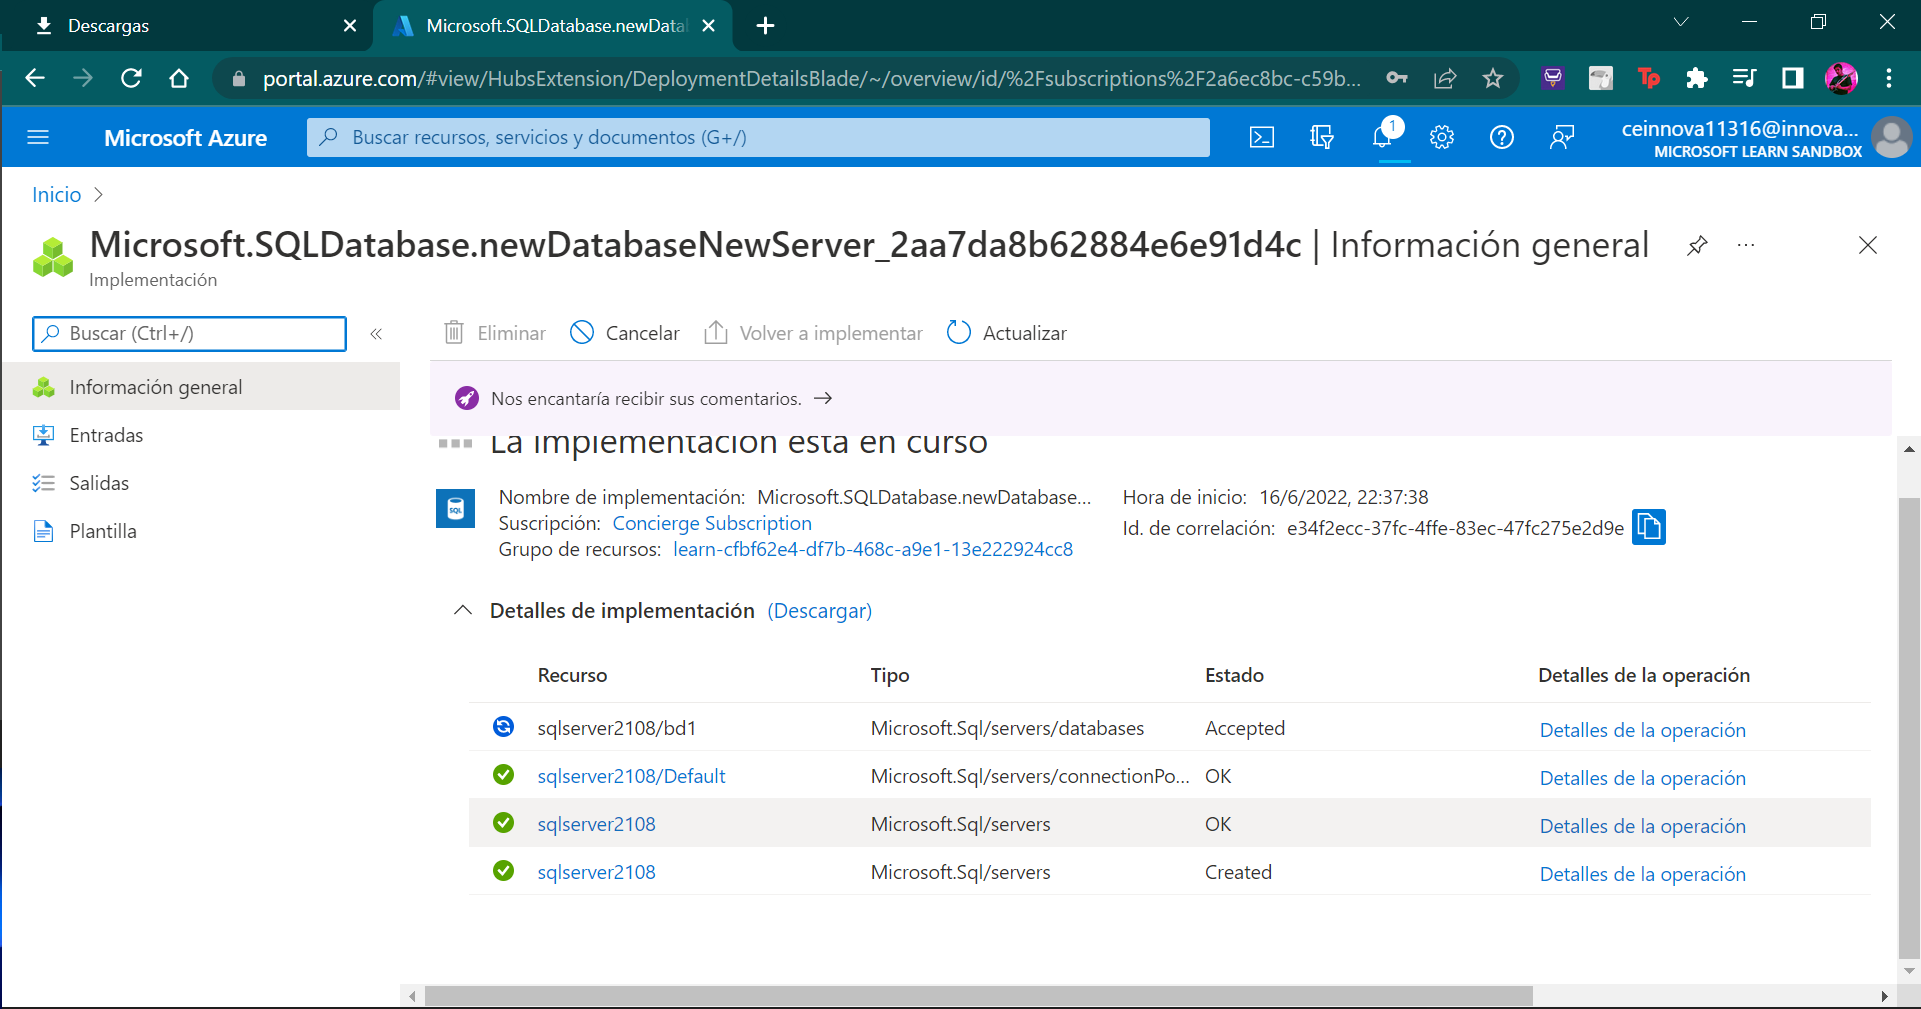 Descargas
Microsoft.SQLDatabase.newData
portal.azure.com/#view/HubsExtension/DeploymentDetailsBlade/~/overview/id/%2Fsubscriptions%2F2a6ec8bc-c59b...
Microsoft Azure
Buscar recursos, servicios y documentos (G+/)
1
ceinnova11316@innova...
MICROSOFT LEARN SANDBOX
Inicio
Microsoft.SQLDatabase.newDatabaseNewServer_2aa7da8b62884e6e91d4c | Información general
Implementación
Buscar (Ctrl+/)
Eliminar
Cancelar
Volver a implementar
Actualizar
Información general
Entradas
Salidas
Plantilla
Nos encantaría recibir sus comentarios. →
La implementación está en curso
SQL
Nombre de implementación: Microsoft.SQLDatabase.newDatabase...
Suscripción: Concierge Subscription
Grupo de recursos: learn-cfbf62e4-df7b-468c-a9e1-13e222924cc8
Hora de inicio: 16/6/2022, 22:37:38
Id. de correlación: e34f2ecc-37fc-4ffe-83ec-47fc275e2d9e
Detalles de implementación (Descargar)
Recurso Tipo Estado Detalles de la operación
sqlserver2108/bd1 Microsoft.Sql/servers/databases Accepted Detalles de la operación
sqlserver2108/Default Microsoft.Sql/servers/connectionPo... OK Detalles de la operación
sqlserver2108 Microsoft.Sql/servers OK Detalles de la operación
sqlserver2108 Microsoft.Sql/servers Created Detalles de la operación